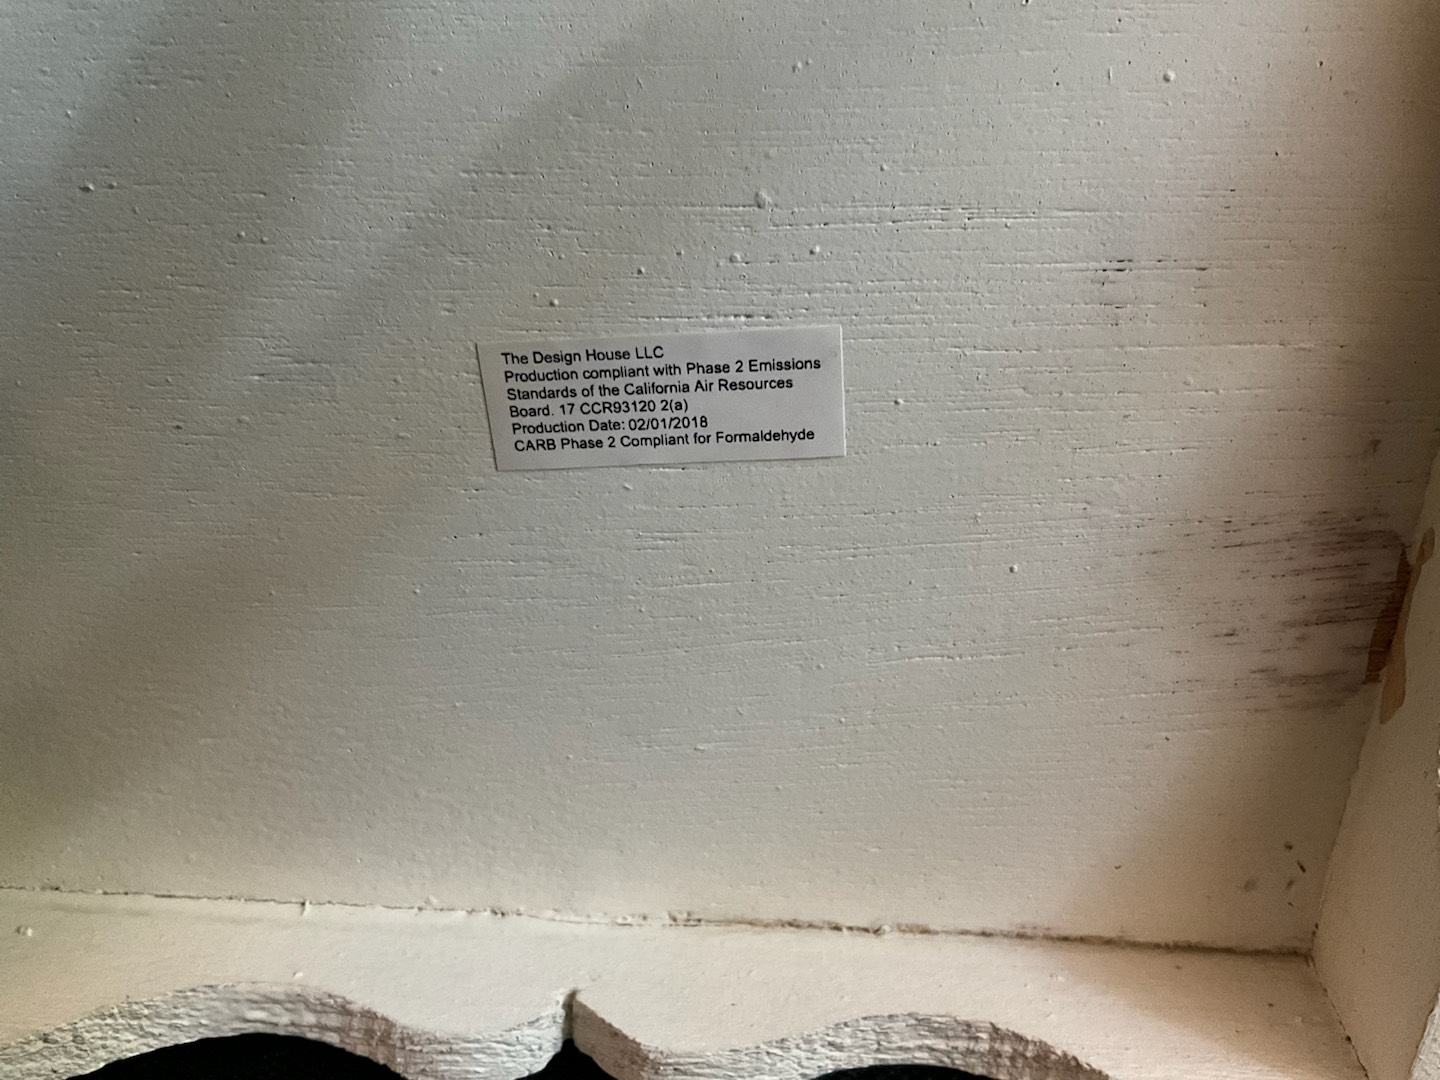 The Design House LLC
Production compliant with Phase 2 Emissions
Standards of the California Air Resources
Board. 17 CCR93120 2(a)
Production Date: 02/01/2018
CARB Phase 2 Compliant for Formaldehyde